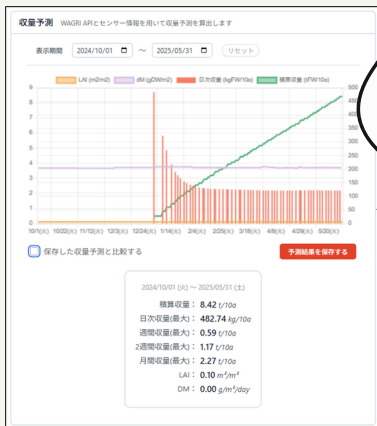 収量予測 WAGRI APIとセンサー情報を用いて収量予測を算出します
表示期間 2024/10/01 ～ 2025/05/31 リセット
LAI (m2/m2) dM (gDW/m2) 日次収量 (kgFW/10a) 積算収量 (tFW/10a)
9 500
8 450
7 400
6 350
300
5 250
4 200
3 150
2 100
1 50
0 0
10/1(火) 10/22(火) 11/12(火) 12/3(火) 12/24(火) 1/14(火) 2/4(火) 2/25(火) 3/18(火) 4/8(火) 4/29(火) 5/20(火)
保存した収量予測と比較する 予測結果を保存する
2024/10/01 (火) ～ 2025/05/31 (土)
積算収量： 8.42 t/10a
日次収量(最大)： 482.74 kg/10a
週間収量(最大)： 0.59 t/10a
2週間収量(最大)： 1.17 t/10a
月間収量(最大)： 2.27 t/10a
LAI： 0.10 m²/m²
DM： 0.00 g/m²/day